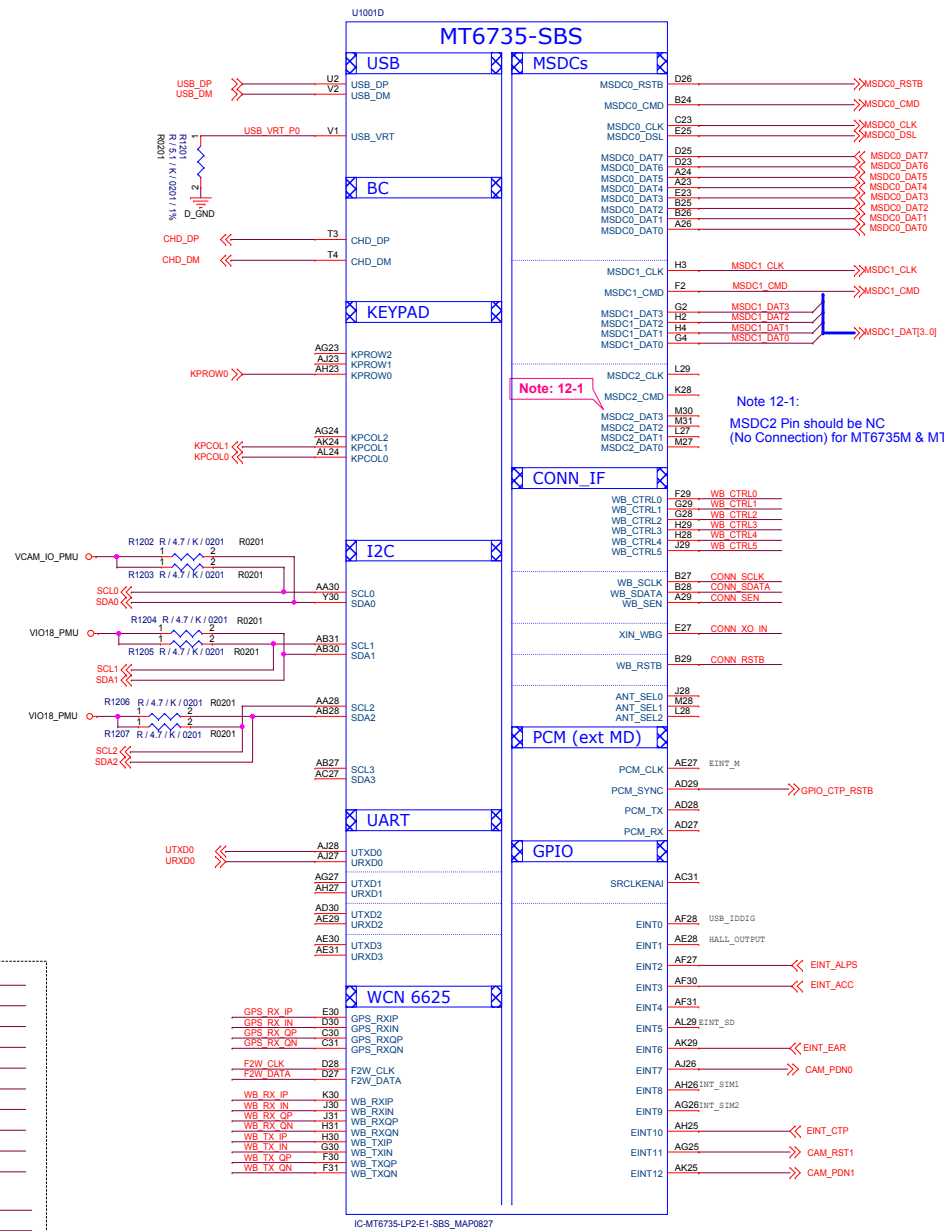 U1001D
MT6735-SBS
USB
USB_DP U2 USB_DP
USB_DM V2 USB_DM
USB_VRT_P0 V1 USB_VRT
R1201
R / 5.1 / K / 0201 / 1%
R0201
1
2
D_GND
BC
CHD_DP T3 CHD_DP
CHD_DM T4 CHD_DM
KEYPAD
AG23 KPROW2
AJ23 KPROW1
KPROW0 AH23 KPROW0
AG24 KPCOL2
KPCOL1 AK24 KPCOL1
KPCOL0 AL24 KPCOL0
I2C
R1202 R / 4.7 / K / 0201 R0201
VCAM_IO_PMU 1 2
1 2
R1203 R / 4.7 / K / 0201 R0201
SCL0 AA30 SCL0
SDA0 Y30 SDA0
R1204 R / 4.7 / K / 0201 R0201
VIO18_PMU 1 2
1 2
R1205 R / 4.7 / K / 0201 R0201
AB31 SCL1
AB30 SDA1
SCL1
SDA1
R1206 R / 4.7 / K / 0201 R0201
VIO18_PMU 1 2
1 2
R1207 R / 4.7 / K / 0201 R0201
AA28 SCL2
AB28 SDA2
SCL2
SDA2
AB27 SCL3
AC27 SDA3
UART
UTXD0 AJ28 UTXD0
URXD0 AJ27 URXD0
AG27 UTXD1
AH27 URXD1
AD30 UTXD2
AE29 URXD2
AE30 UTXD3
AE31 URXD3
WCN 6625
GPS_RX_IP E30 GPS_RXIP
GPS_RX_IN D30 GPS_RXIN
GPS_RX_QP C30 GPS_RXQP
GPS_RX_QN C31 GPS_RXQN
F2W_CLK D28 F2W_CLK
F2W_DATA D27 F2W_DATA
WB_RX_IP K30 WB_RXIP
WB_RX_IN J30 WB_RXIN
WB_RX_QP J31 WB_RXQP
WB_RX_QN H31 WB_RXQN
WB_TX_IP H30 WB_TXIP
WB_TX_IN G30 WB_TXIN
WB_TX_QP F30 WB_TXQP
WB_TX_QN F31 WB_TXQN
MSDCs
MSDC0_RSTB D26 MSDC0_RSTB
MSDC0_CMD B24 MSDC0_CMD
MSDC0_CLK C23 MSDC0_CLK
MSDC0_DSL E25 MSDC0_DSL
MSDC0_DAT7 D25 MSDC0_DAT7
MSDC0_DAT6 D23 MSDC0_DAT6
MSDC0_DAT5 A24 MSDC0_DAT5
MSDC0_DAT4 A23 MSDC0_DAT4
MSDC0_DAT3 E23 MSDC0_DAT3
MSDC0_DAT2 B25 MSDC0_DAT2
MSDC0_DAT1 B26 MSDC0_DAT1
MSDC0_DAT0 A26 MSDC0_DAT0
MSDC1_CLK H3 MSDC1_CLK MSDC1_CLK
MSDC1_CMD F2 MSDC1_CMD MSDC1_CMD
MSDC1_DAT3 G2 MSDC1_DAT3
MSDC1_DAT2 H2 MSDC1_DAT2
MSDC1_DAT1 H4 MSDC1_DAT1
MSDC1_DAT0 G4 MSDC1_DAT0
MSDC1_DAT[3..0]
MSDC2_CLK L29
MSDC2_CMD K28
MSDC2_DAT3 M30
MSDC2_DAT2 M31
MSDC2_DAT1 L27
MSDC2_DAT0 M27
Note: 12-1
Note 12-1:
MSDC2 Pin should be NC
(No Connection) for MT6735M & MT
CONN_IF
WB_CTRL0 F29 WB_CTRL0
WB_CTRL1 G29 WB_CTRL1
WB_CTRL2 G28 WB_CTRL2
WB_CTRL3 H29 WB_CTRL3
WB_CTRL4 H28 WB_CTRL4
WB_CTRL5 J29 WB_CTRL5
WB_SCLK B27 CONN_SCLK
WB_SDATA B28 CONN_SDATA
WB_SEN A29 CONN_SEN
XIN_WBG E27 CONN_XO_IN
WB_RSTB B29 CONN_RSTB
ANT_SEL0 J28
ANT_SEL1 M28
ANT_SEL2 L28
PCM (ext MD)
PCM_CLK AE27 EINT_M
PCM_SYNC AD29 GPIO_CTP_RSTB
PCM_TX AD28
PCM_RX AD27
GPIO
SRCLKENAI AC31
EINT0 AF28 USB_IDDIG
EINT1 AE28 HALL_OUTPUT
EINT2 AF27 EINT_ALPS
EINT3 AF30 EINT_ACC
EINT4 AF31
EINT5 AL29 EINT_SD
EINT6 AK29 EINT_EAR
EINT7 AJ26 CAM_PDN0
EINT8 AH26 INT_SIM1
EINT9 AG26 INT_SIM2
EINT10 AH25 EINT_CTP
EINT11 AG25 CAM_RST1
EINT12 AK25 CAM_PDN1
IC-MT6735-LP2-E1-SBS_MAP0827